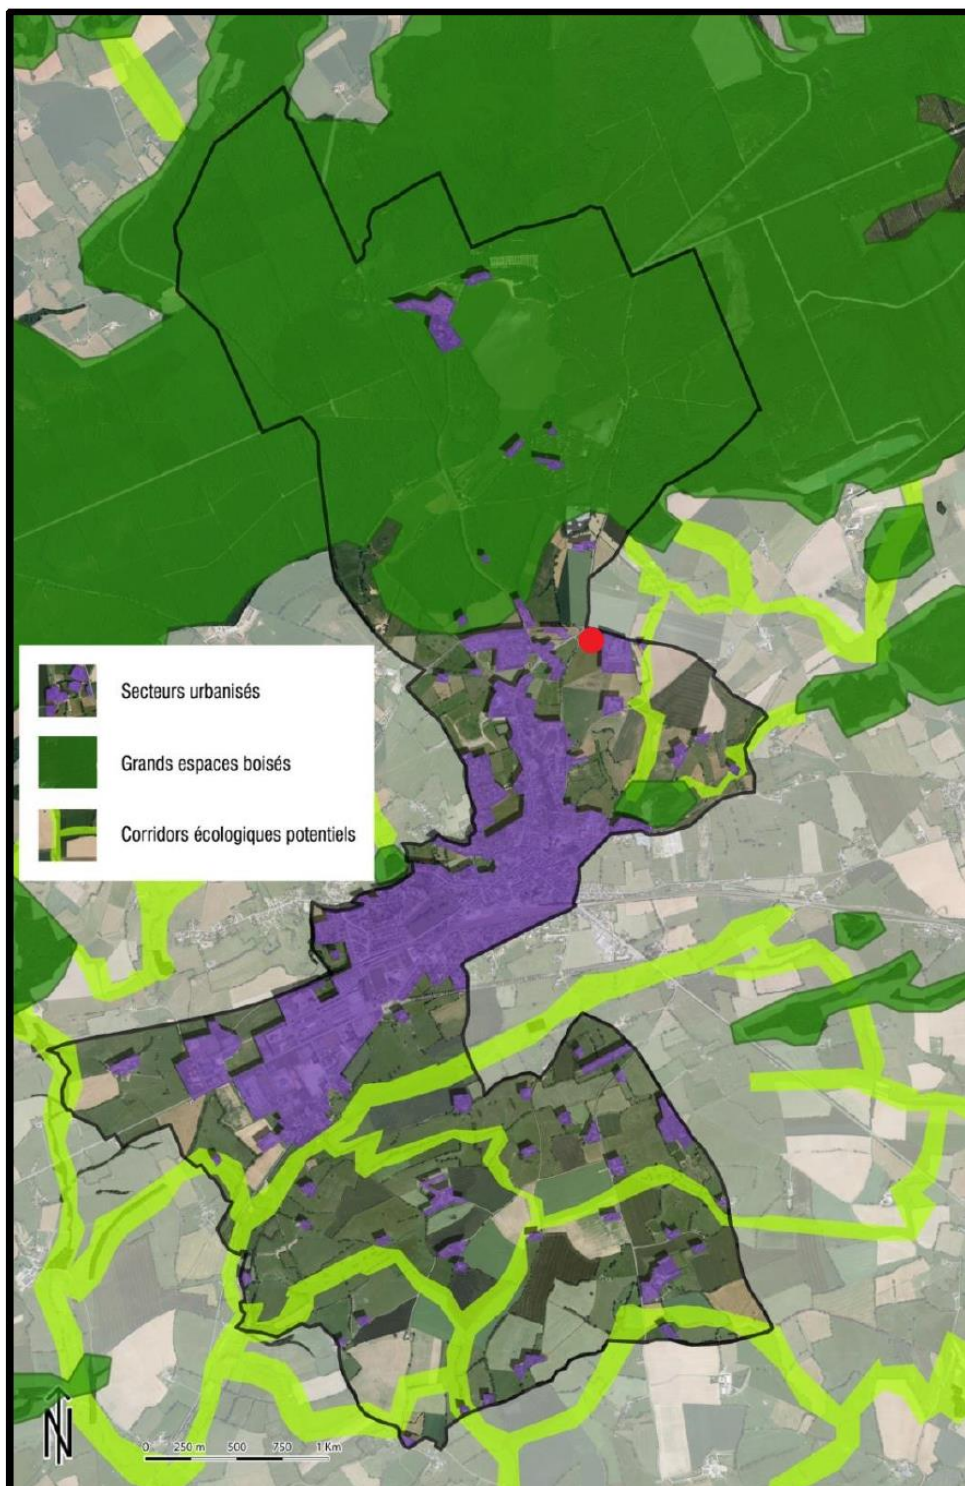 Secteurs urbanisés
Grands espaces boisés
Corridors écologiques potentiels
N
0 250 m 500 750 1 Km